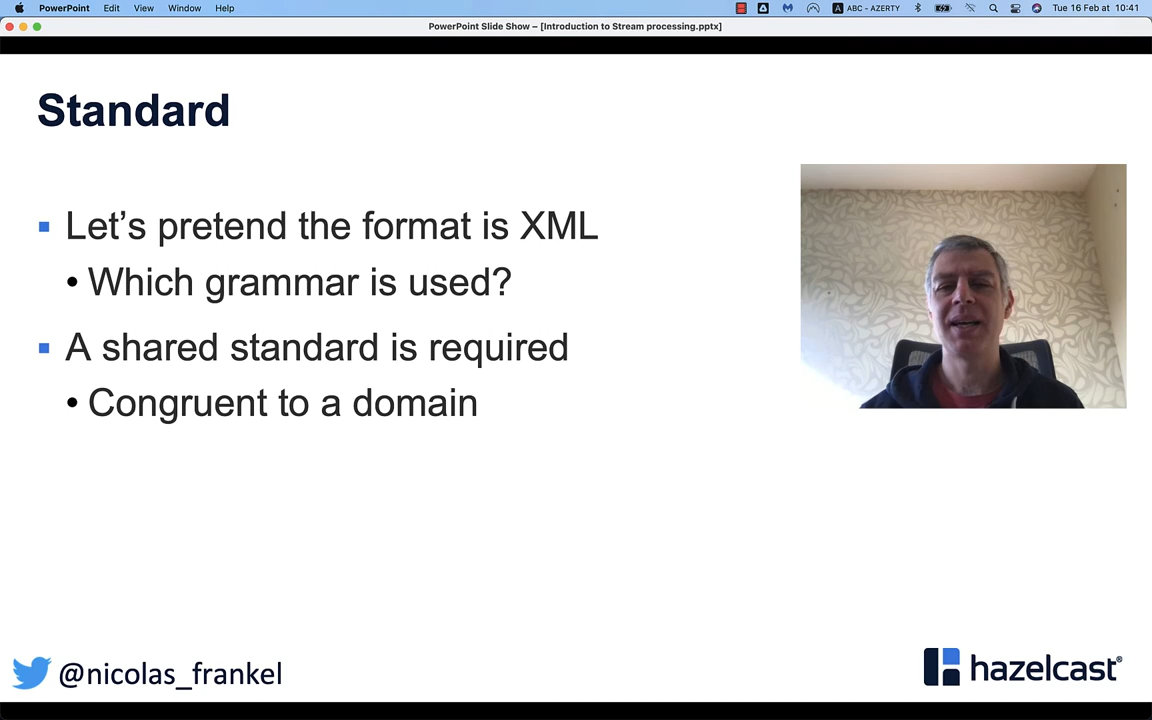 PowerPoint Edit View Window Help A ABC - AZERTY Tue 16 Feb at 10:41
PowerPoint Slide Show – [Introduction to Stream processing.pptx]
Standard
Let’s pretend the format is XML
• Which grammar is used?
A shared standard is required
• Congruent to a domain
@nicolas_frankel
hazelcast®